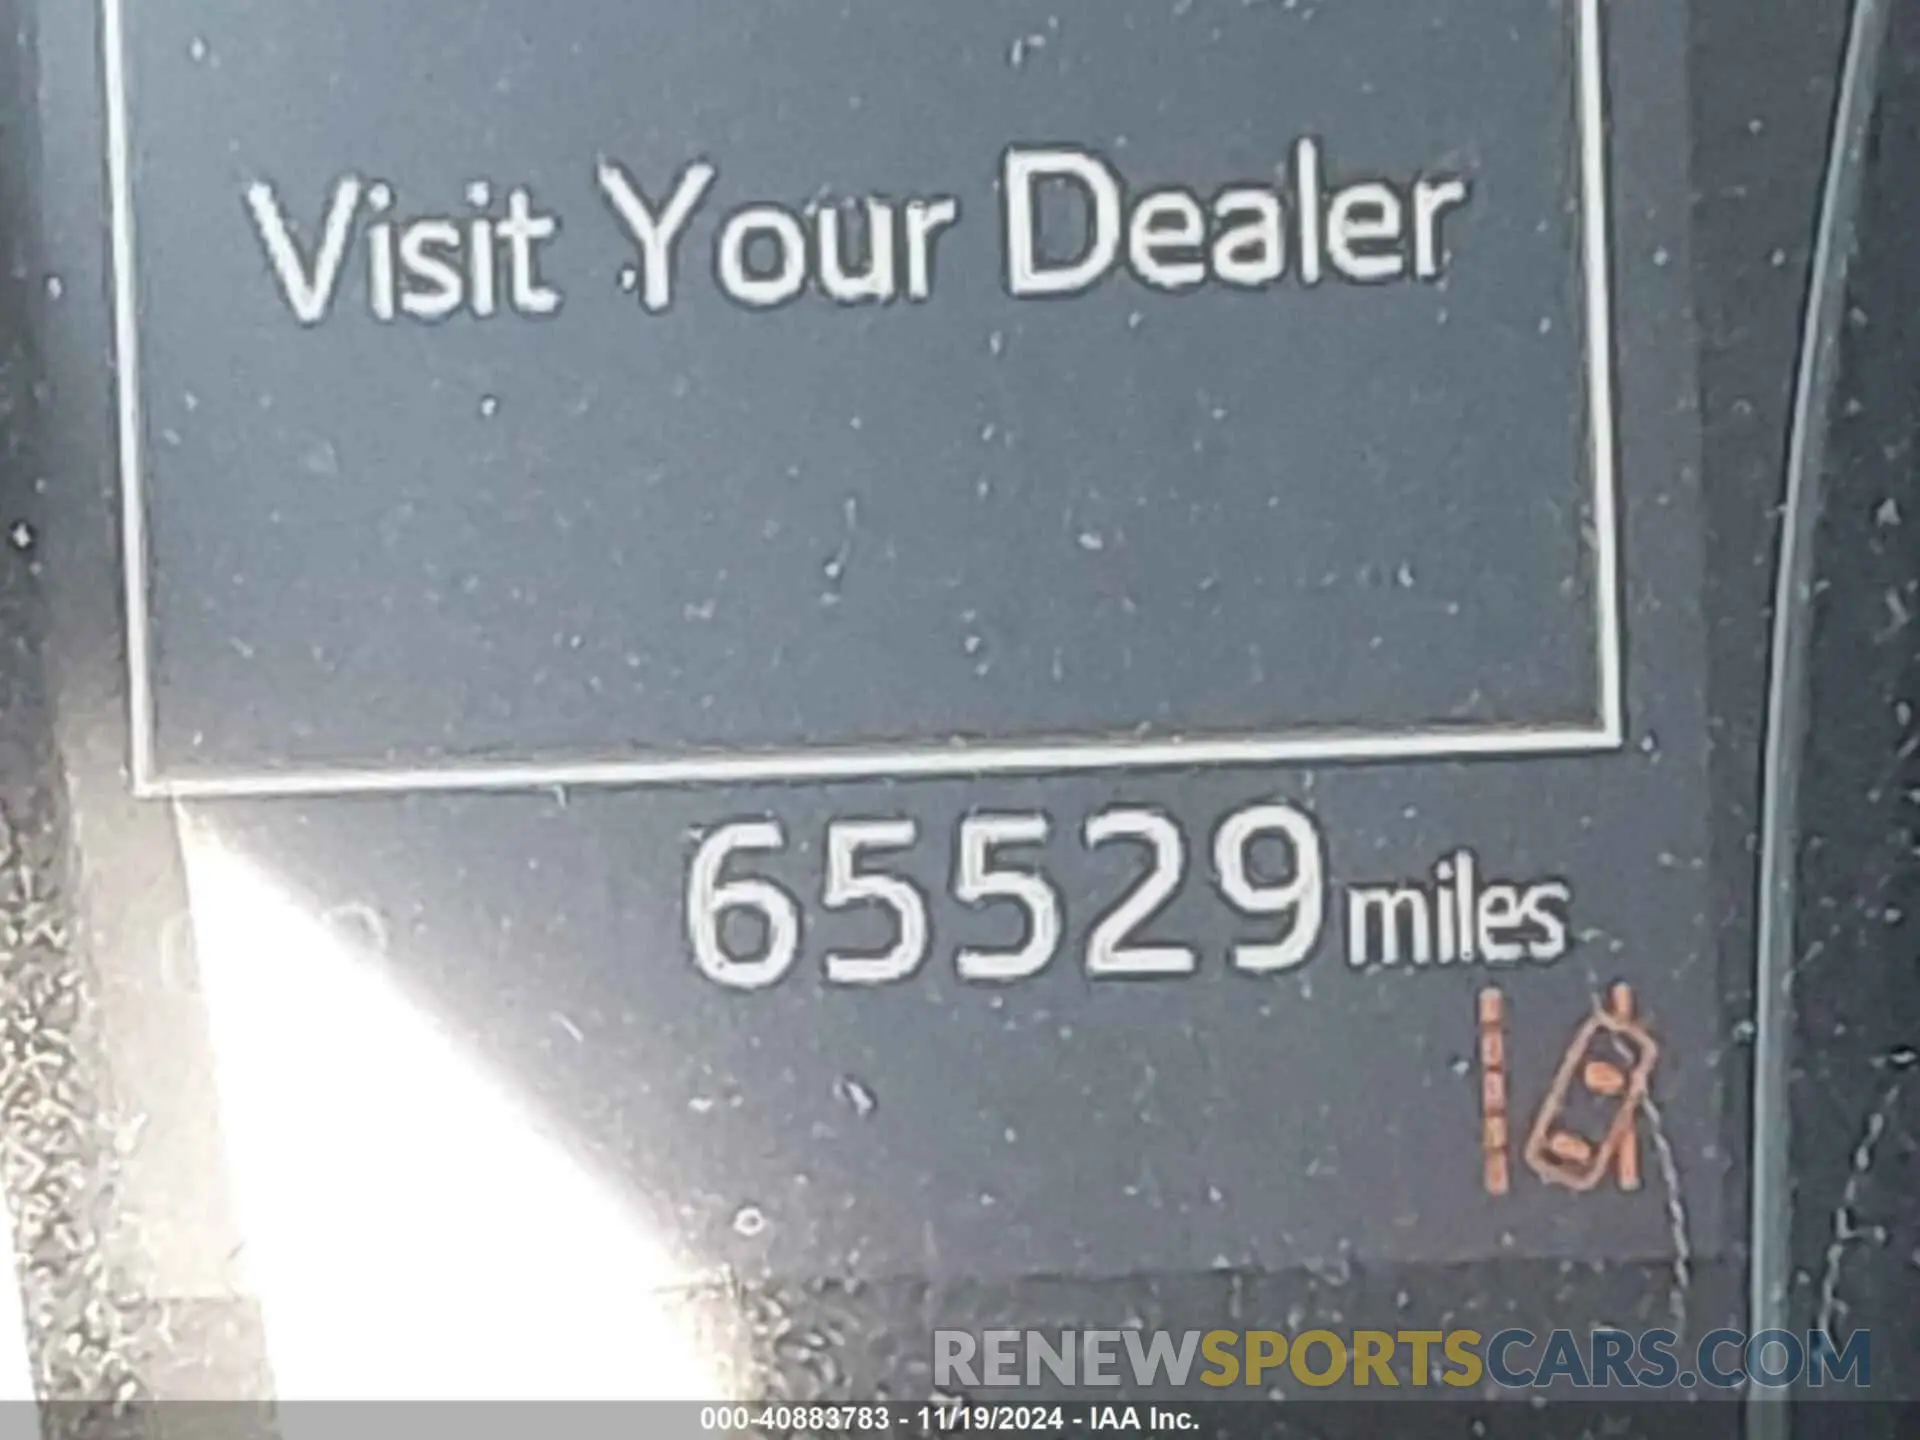 Visit Your Dealer
65529 miles
RENEWSPORTSCARS.COM
000-40883783 - 11/19/2024 - IAA Inc.